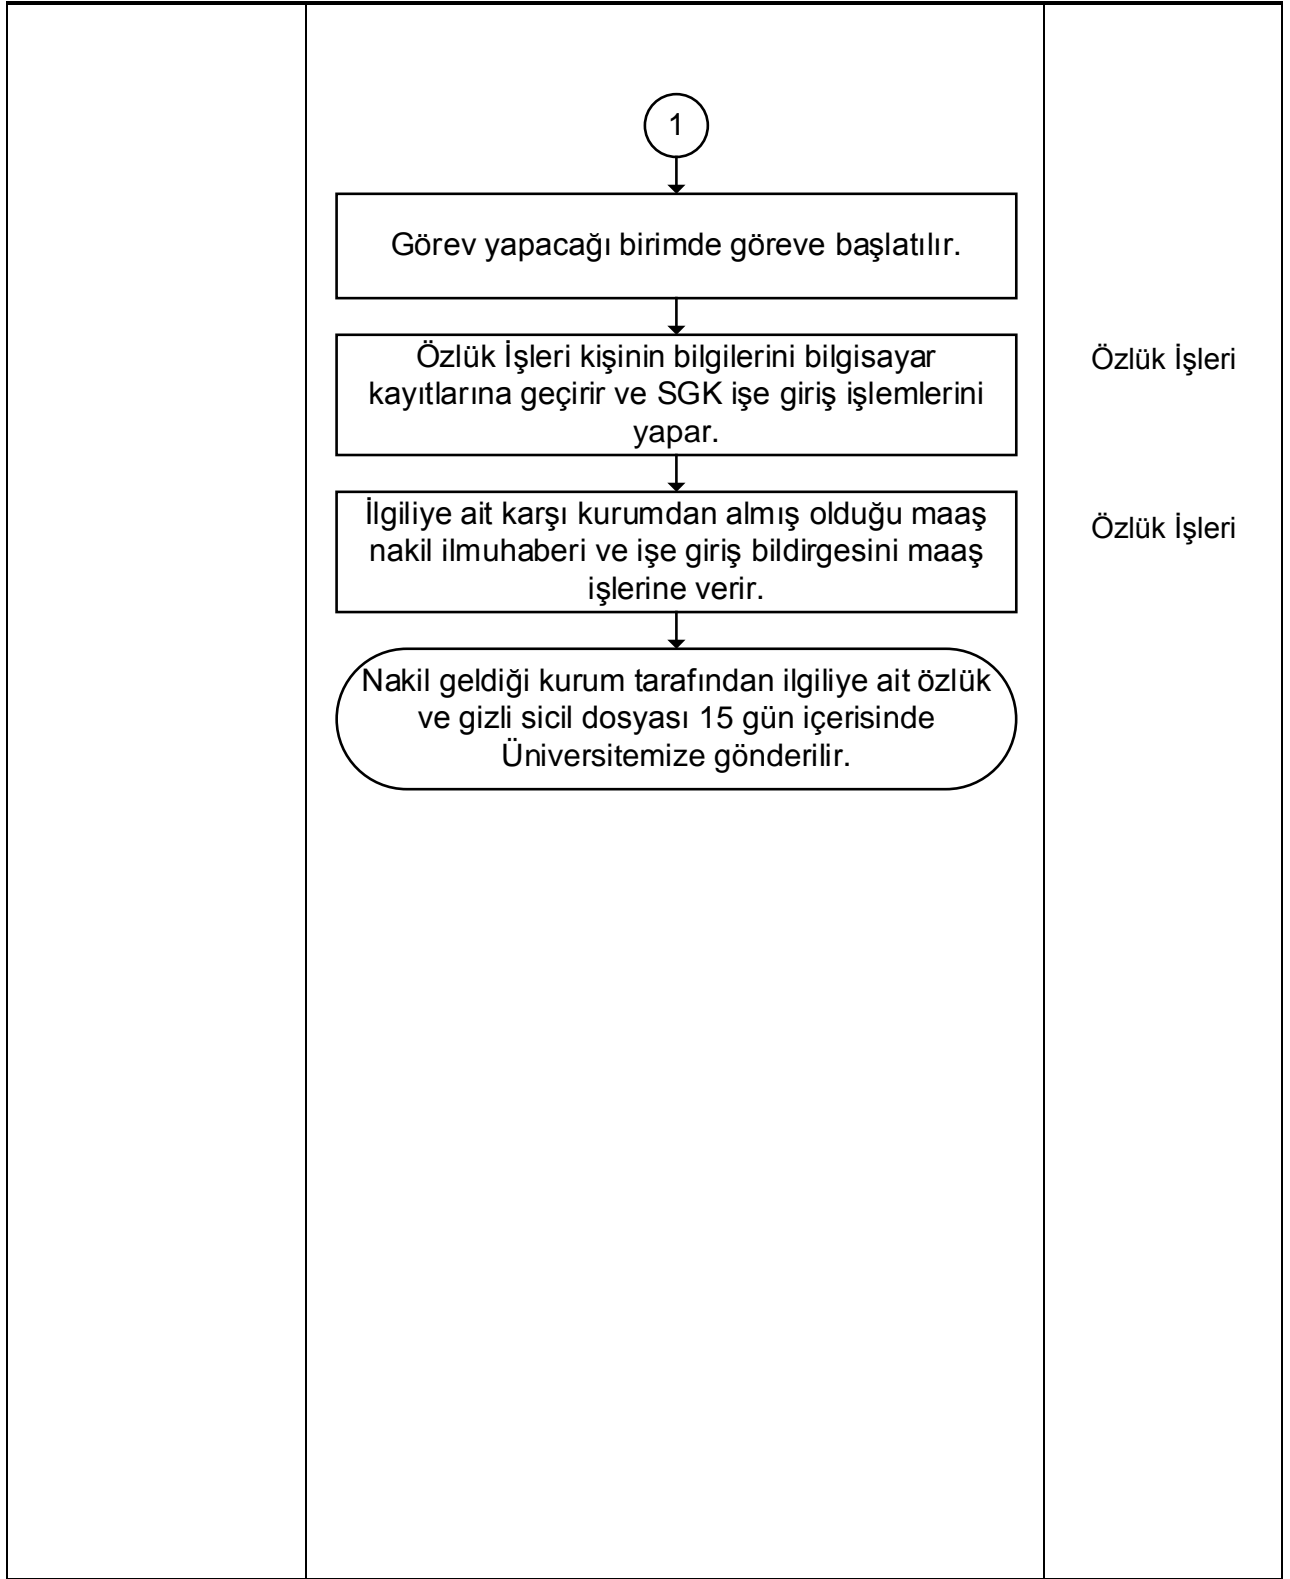 1
Görev yapacağı birimde göreve başlatılır.
Özlük İşleri kişinin bilgilerini bilgisayar
kayıtlarına geçirir ve SGK işe giriş işlemlerini
yapar.
Özlük İşleri
İlgiliye ait karşı kurumdan almış olduğu maaş
nakil ilmuhaberi ve işe giriş bildirgesini maaş
işlerine verir.
Özlük İşleri
Nakil geldiği kurum tarafından ilgiliye ait özlük
ve gizli sicil dosyası 15 gün içerisinde
Üniversitemize gönderilir.